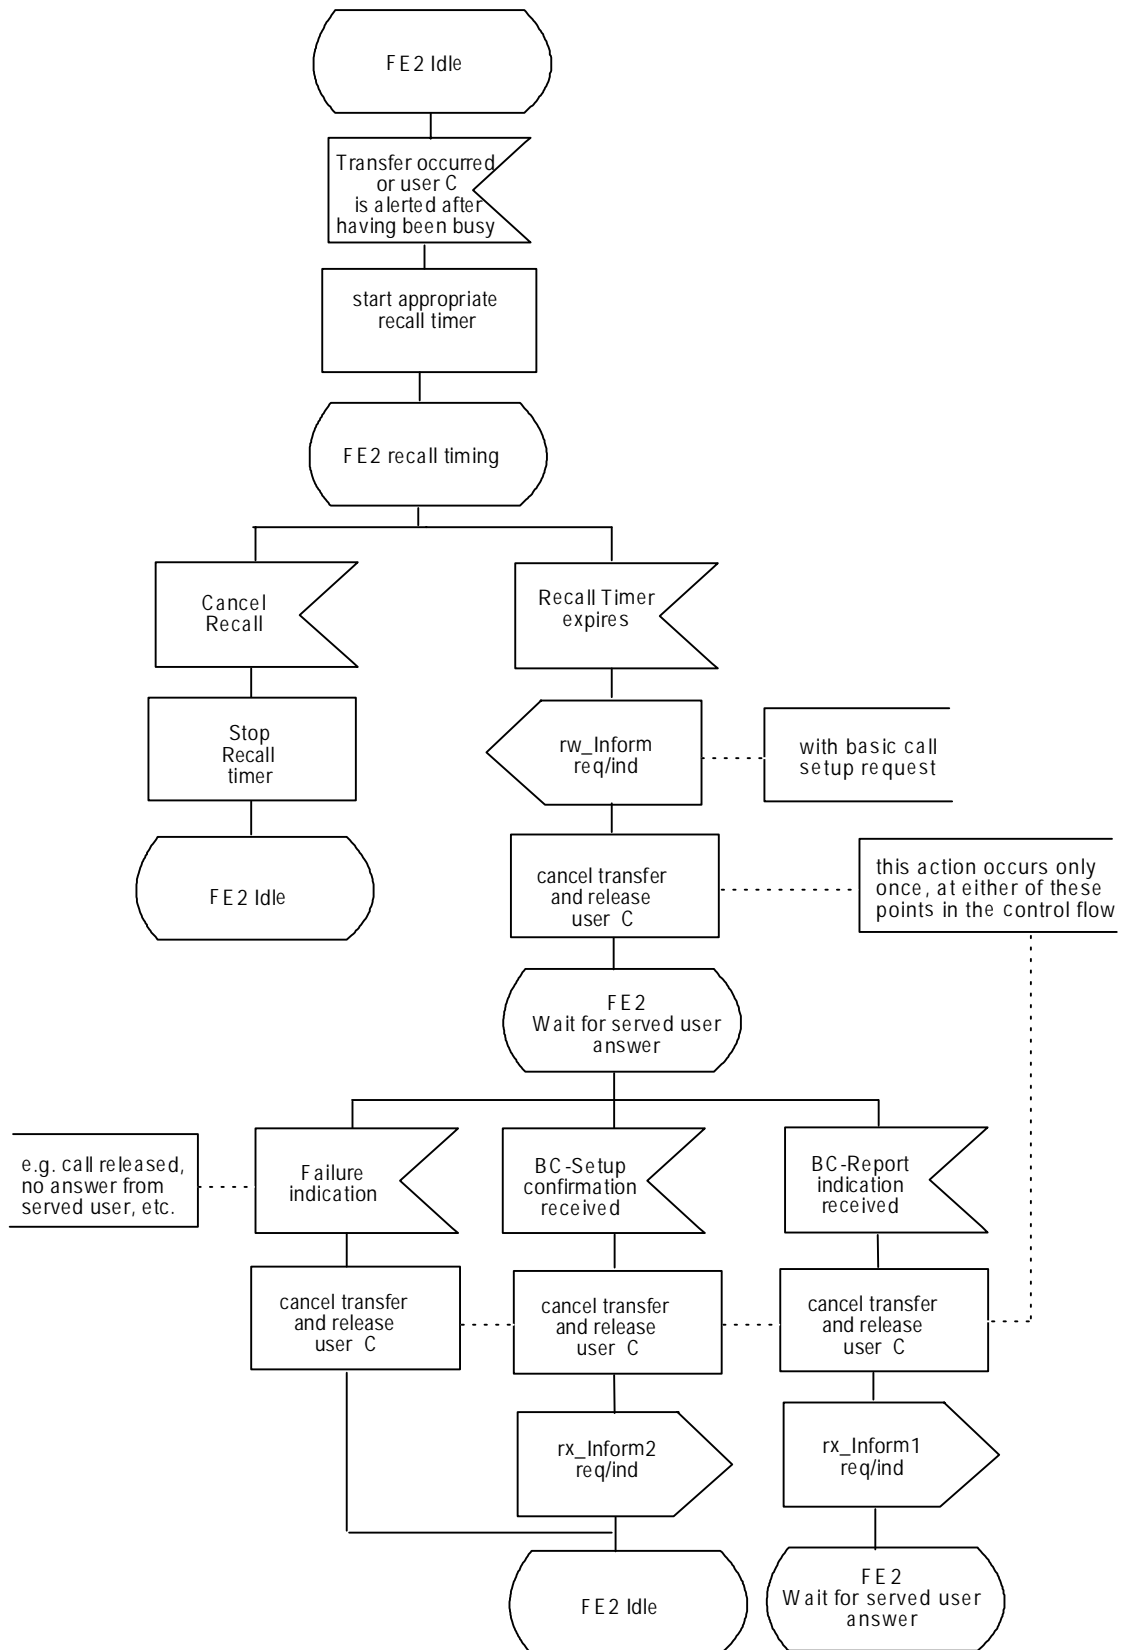 FE2 Idle
Transfer occurred
or user C
is alerted after
having been busy
start appropriate
recall timer
FE2 recall timing
Cancel
Recall
Recall Timer
expires
Stop
Recall
timer
rw_Inform
req/ind
with basic call
setup request
FE2 Idle
cancel transfer
and release
user C
this action occurs only
once, at either of these
points in the control flow
FE2
Wait for served user
answer
e.g. call released,
no answer from
served user, etc.
Failure
indication
BC-Setup
confirmation
received
BC-Report
indication
received
cancel transfer
and release
user C
cancel transfer
and release
user C
cancel transfer
and release
user C
rx_Inform2
req/ind
rx_Inform1
req/ind
FE2 Idle
FE2
Wait for served user
answer